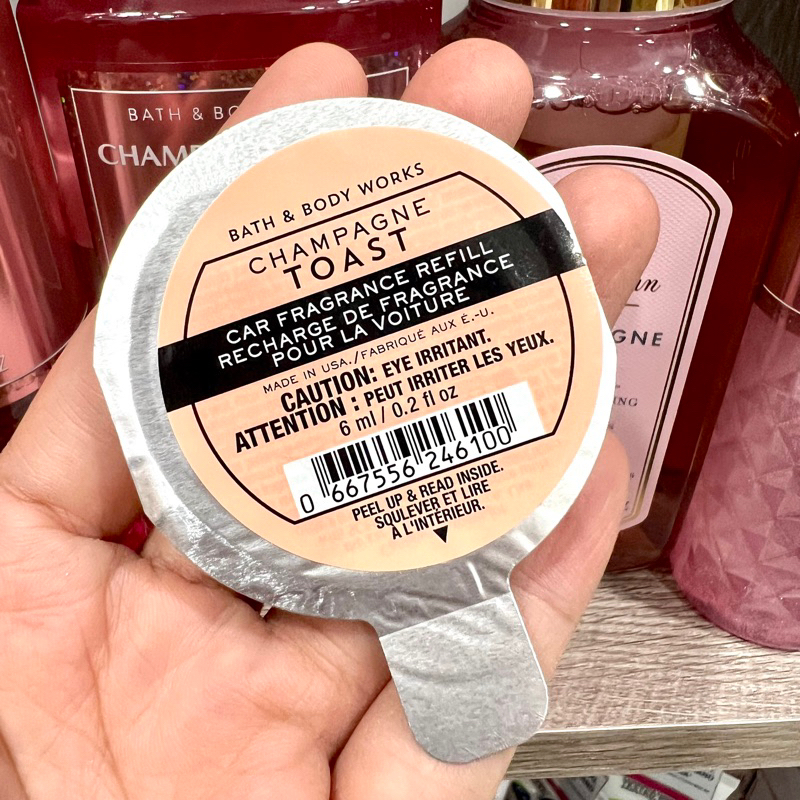 BATH & BODY WORKS
CHAMPAGNE
TOAST
CAR FRAGRANCE REFILL
RECHARGE DE FRAGRANCE
POUR LA VOITURE
MADE IN USA./FABRIQUÉ AUX É.-U.
CAUTION: EYE IRRITANT.
ATTENTION : PEUT IRRITER LES YEUX.
6 ml / 0.2 fl oz
0 667556 246100
PEEL UP & READ INSIDE.
SOULEVER ET LIRE
À L'INTÉRIEUR.
BATH & BO
CHAMP
GNE